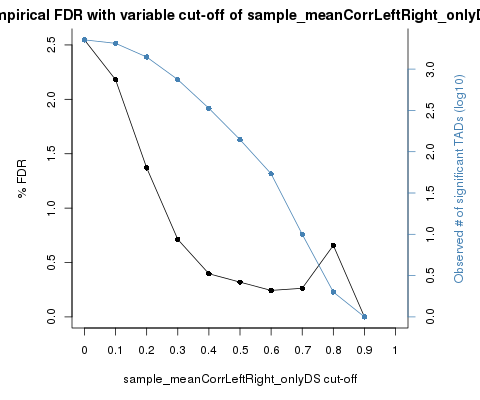 mpirical FDR with variable cut-off of sample_meanCorrLeftRight_onlyD
% FDR
2.5
2.0
1.5
1.0
0.5
0.0
3.0
2.5
2.0
1.5
1.0
0.5
0.0
Observed # of significant TADs (log10)
0 0.1 0.2 0.3 0.4 0.5 0.6 0.7 0.8 0.9 1
sample_meanCorrLeftRight_onlyDS cut-off